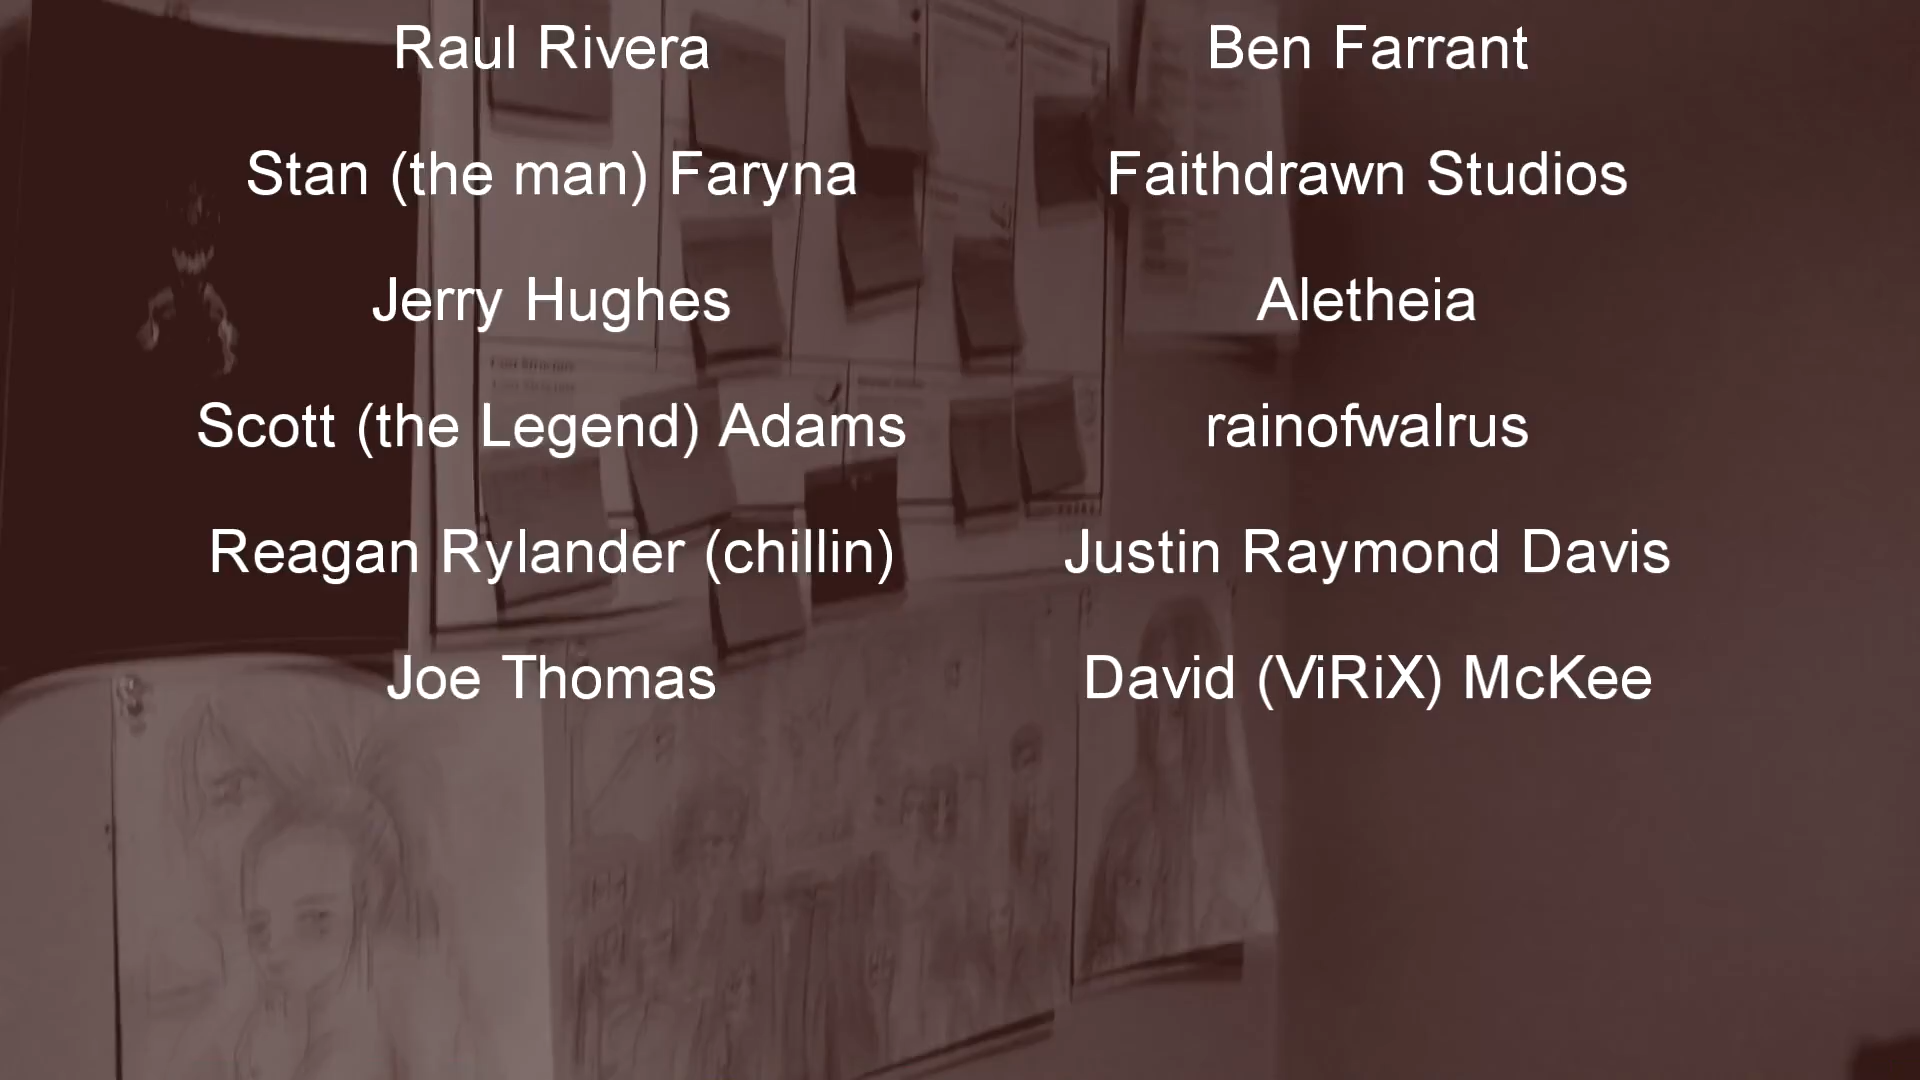 Raul Rivera
Ben Farrant
Stan (the man) Faryna
Faithdrawn Studios
Jerry Hughes
Aletheia
Scott (the Legend) Adams
rainofwalrus
Reagan Rylander (chillin)
Justin Raymond Davis
Joe Thomas
David (ViRiX) McKee